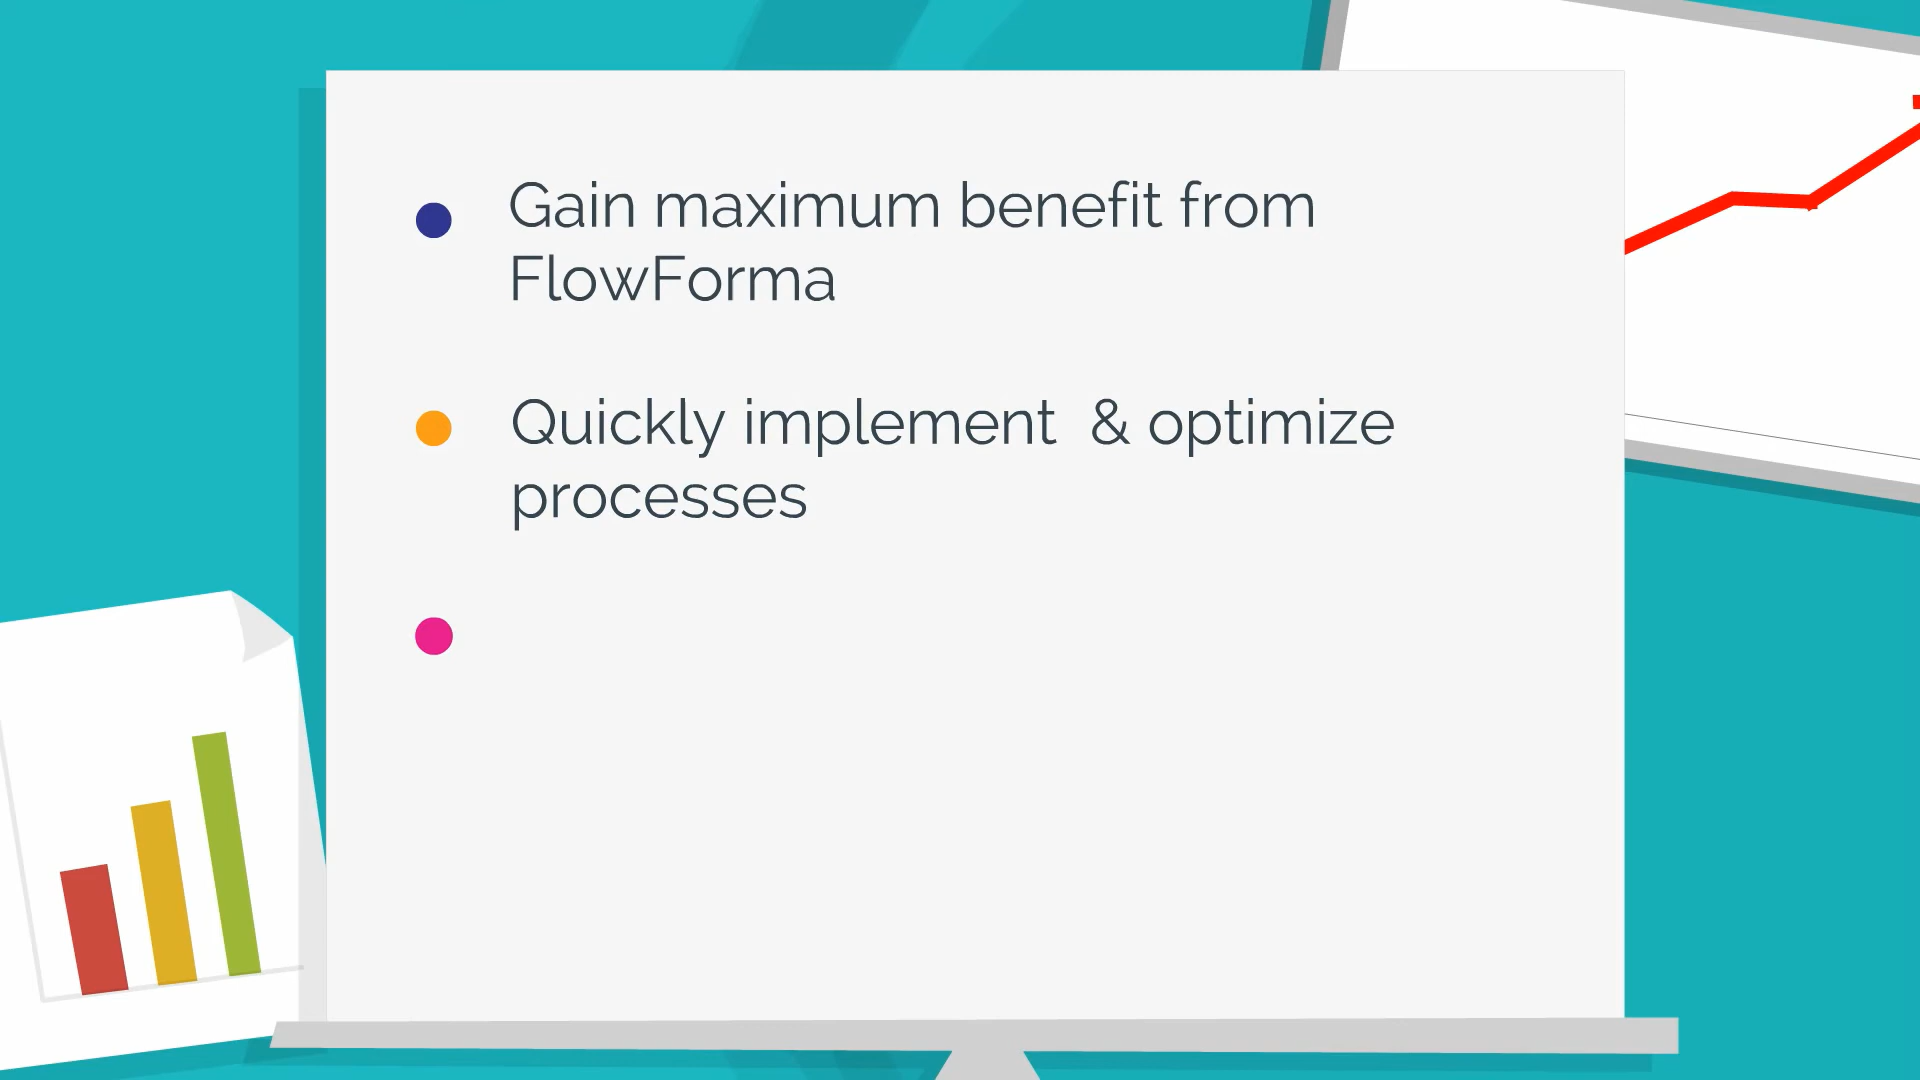 Gain maximum benefit from
FlowForma
Quickly implement  & optimize
processes